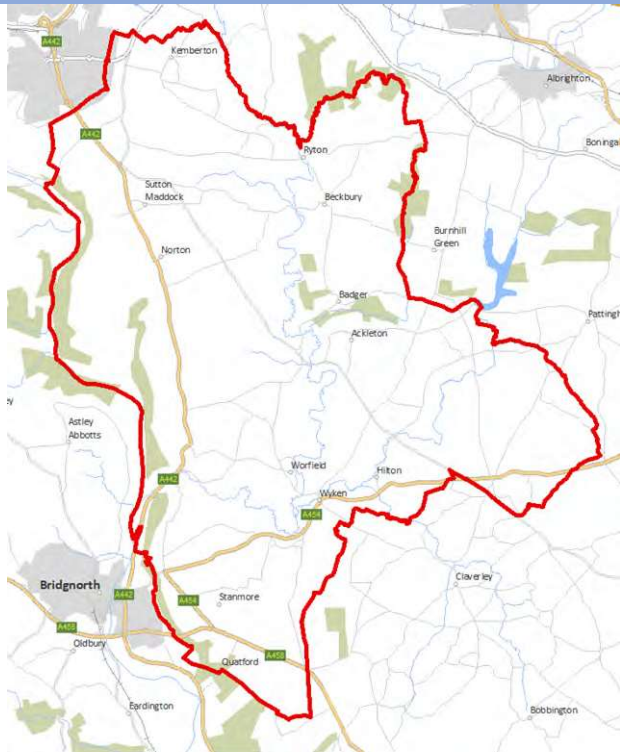 A442
Kemberton
Albrighton
A442
Boningal
Ryton
Sutton
Maddock
Beckbury
Burnhill
Green
Norton
Badger
Pattingh
Ackleton
ey
Astley
Abbotts
Worfield
Hilton
A442
Wyken
A454
Claverley
Bridgnorth
A442
A454
Stanmore
A458
Oldbury
Quatford
A458
Eardington
Bobbington